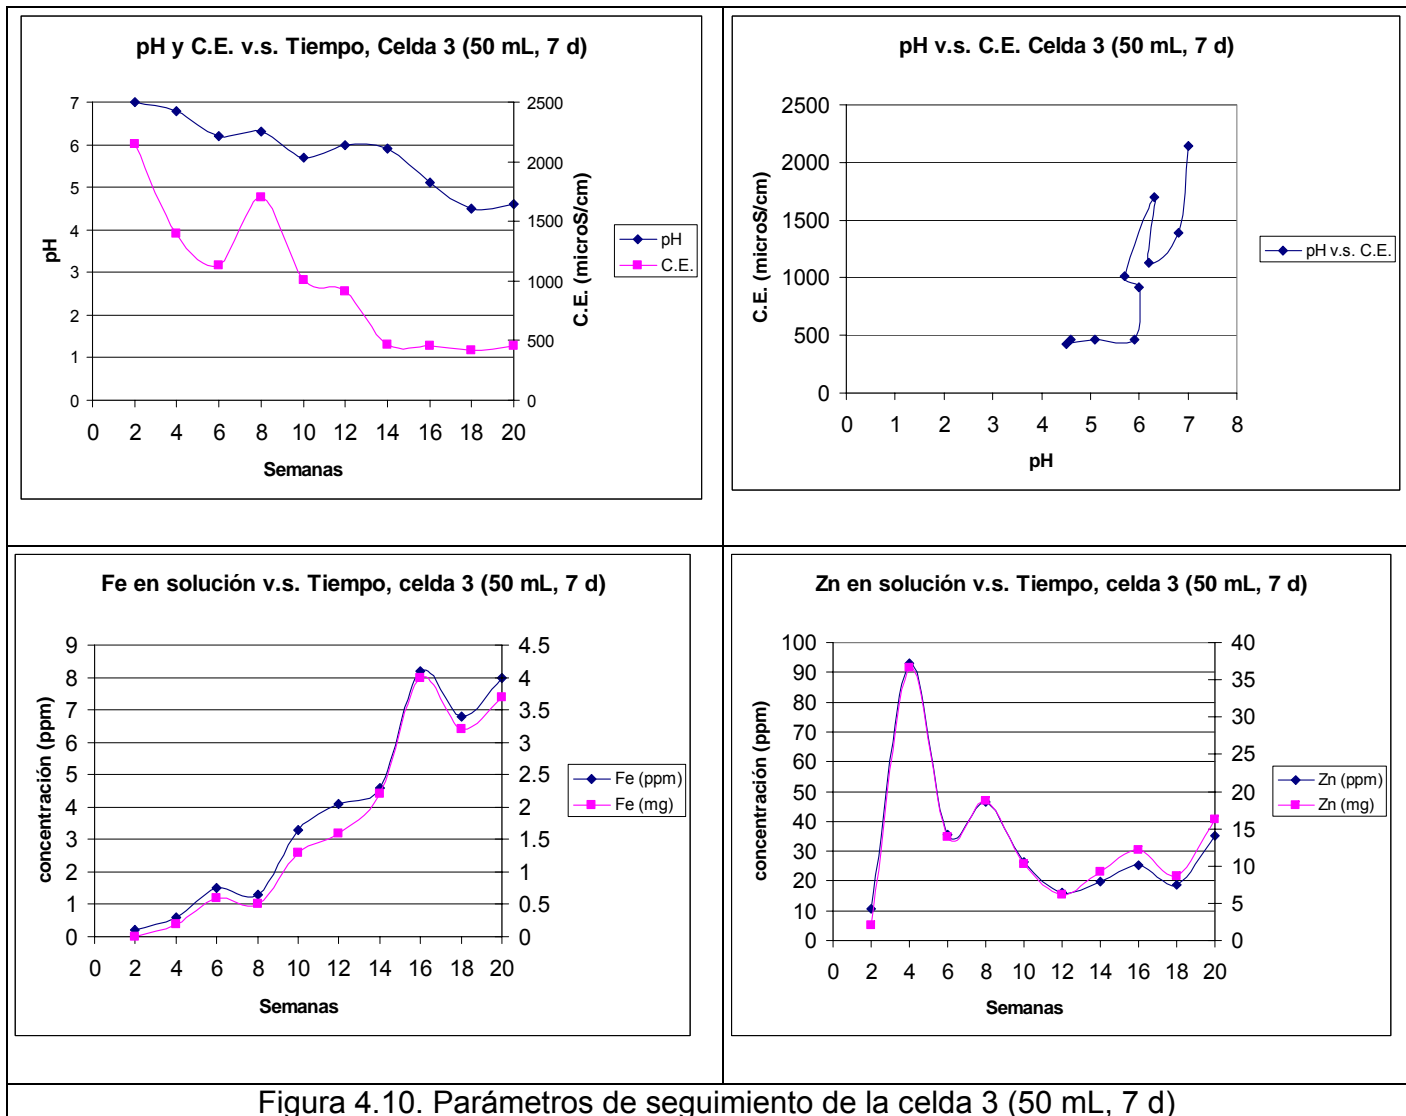 pH y C.E. v.s. Tiempo, Celda 3 (50 mL, 7 d)
7
6
5
4
3
2
1
0
pH
2500
2000
1500
1000
500
0
C.E. (microS/cm)
pH
C.E.
0 2 4 6 8 10 12 14 16 18 20
Semanas
pH v.s. C.E. Celda 3 (50 mL, 7 d)
2500
2000
1500
1000
500
0
C.E. (microS/cm)
pH v.s. C.E.
0 1 2 3 4 5 6 7 8
pH
Fe en solución v.s. Tiempo, celda 3 (50 mL, 7 d)
9
8
7
6
5
4
3
2
1
0
concentración (ppm)
4.5
4
3.5
3
2.5
2
1.5
1
0.5
0
Fe (ppm)
Fe (mg)
0 2 4 6 8 10 12 14 16 18 20
Semanas
Zn en solución v.s. Tiempo, celda 3 (50 mL, 7 d)
100
90
80
70
60
50
40
30
20
10
0
concentración (ppm)
40
35
30
25
20
15
10
5
0
Zn (ppm)
Zn (mg)
0 2 4 6 8 10 12 14 16 18 20
Semanas
Figura 4.10. Parámetros de seguimiento de la celda 3 (50 mL, 7 d)